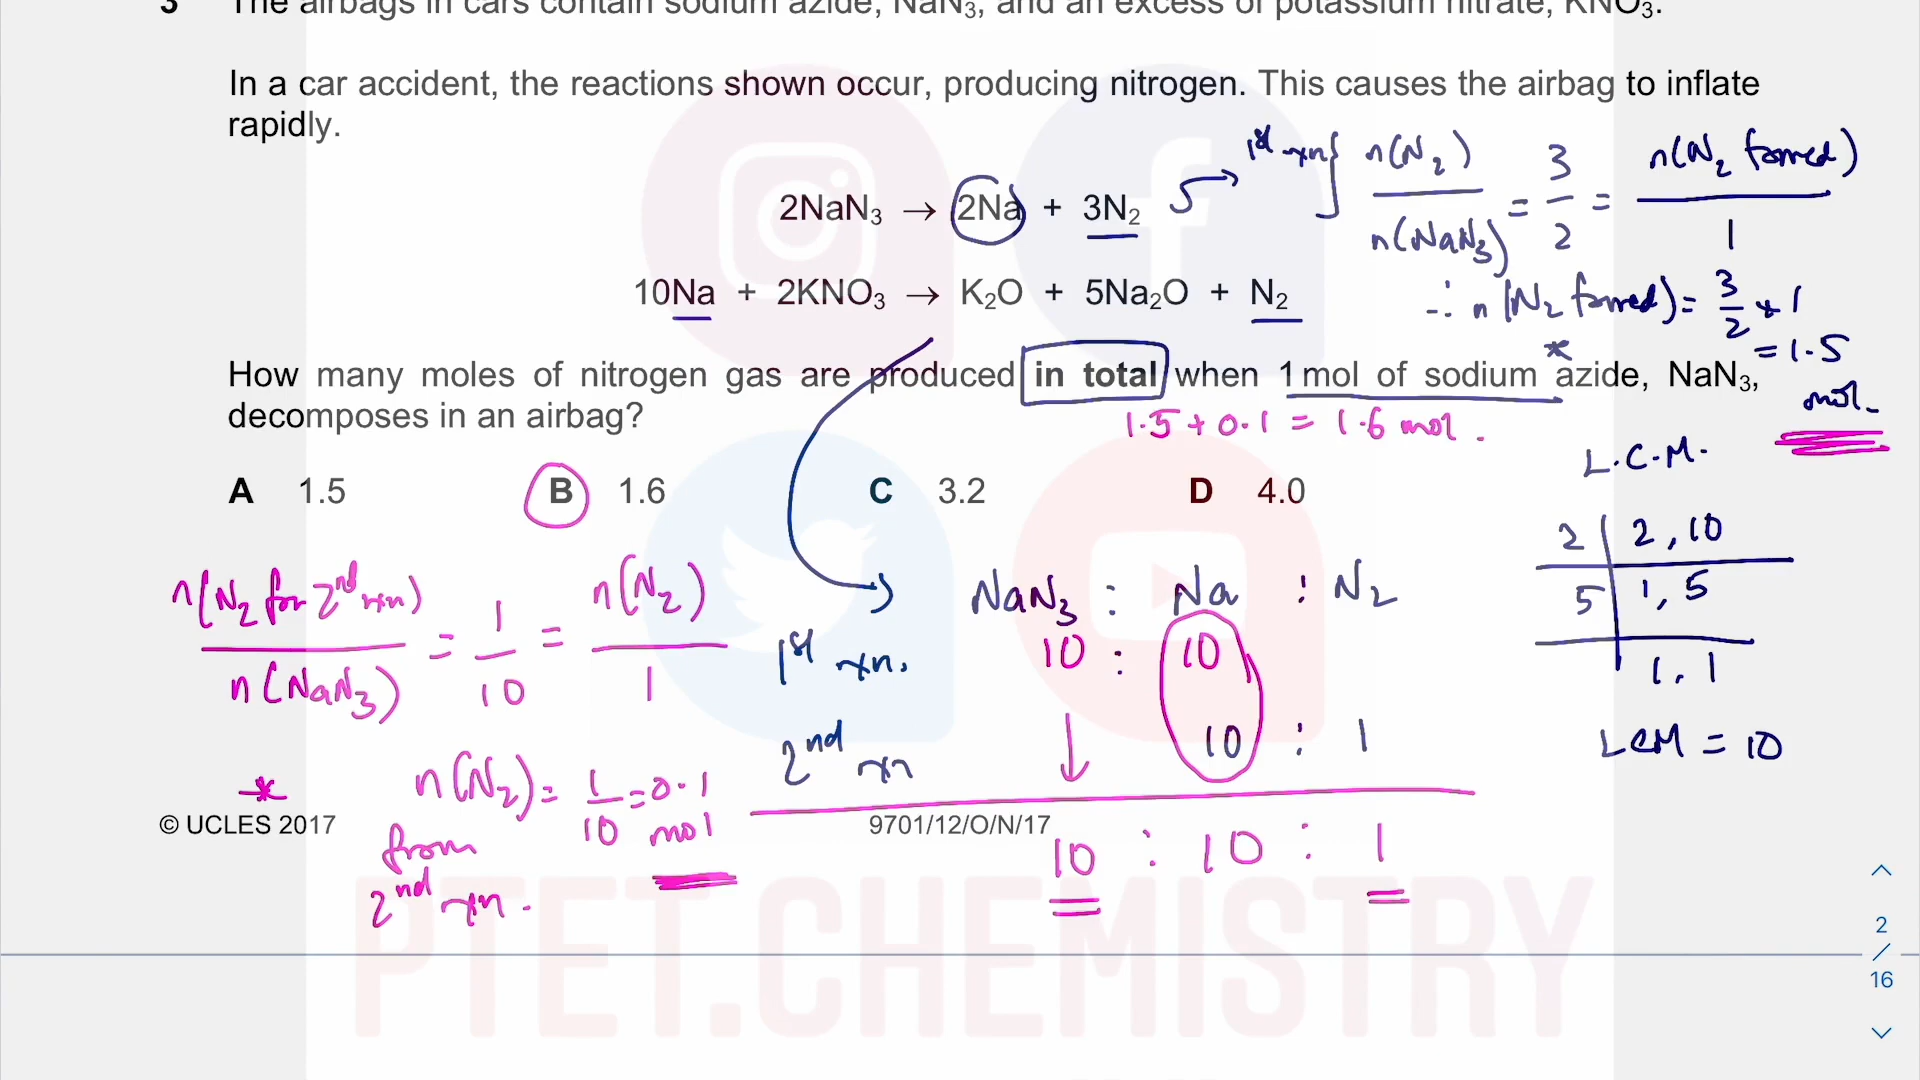 3 The airbags in cars contain sodium azide, NaN₃, and an excess of potassium nitrate, KNO₃.
In a car accident, the reactions shown occur, producing nitrogen. This causes the airbag to inflate
rapidly.
2NaN₃ → 2Na + 3N₂
1st rxn} n(N₂) / n(NaN₃) = 3/2 = n(N₂ formed) / 1
10Na + 2KNO₃ → K₂O + 5Na₂O + N₂
∴ n(N₂ formed) = 3/2 * 1
= 1.5
mol.
*
How many moles of nitrogen gas are produced in total when 1 mol of sodium azide, NaN₃,
decomposes in an airbag?
1.5 + 0.1 = 1.6 mol.
A 1.5 B 1.6 C 3.2 D 4.0
L.C.M.
2 | 2, 10
5 | 1, 5
1, 1
LCM = 10
n(N₂ for 2nd rxn) / n(NaN₃) = 1/10 = n(N₂) / 1
NaN₃ : Na : N₂
1st rxn. 10 : 10
2nd rxn 10 : 1
10 : 10 : 1
* n(N₂) = 1/10 = 0.1 mol
from
2nd rxn.
© UCLES 2017
9701/12/O/N/17
PTET.CHEMISTRY
2
/
16